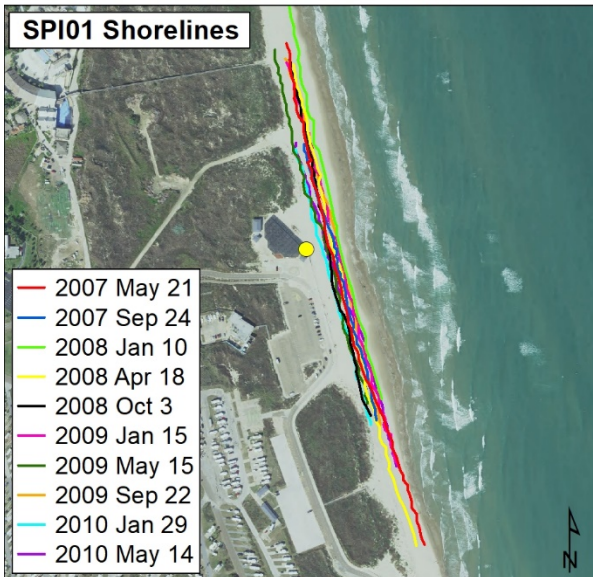 SPI01 Shorelines
2007 May 21
2007 Sep 24
2008 Jan 10
2008 Apr 18
2008 Oct 3
2009 Jan 15
2009 May 15
2009 Sep 22
2010 Jan 29
2010 May 14
N